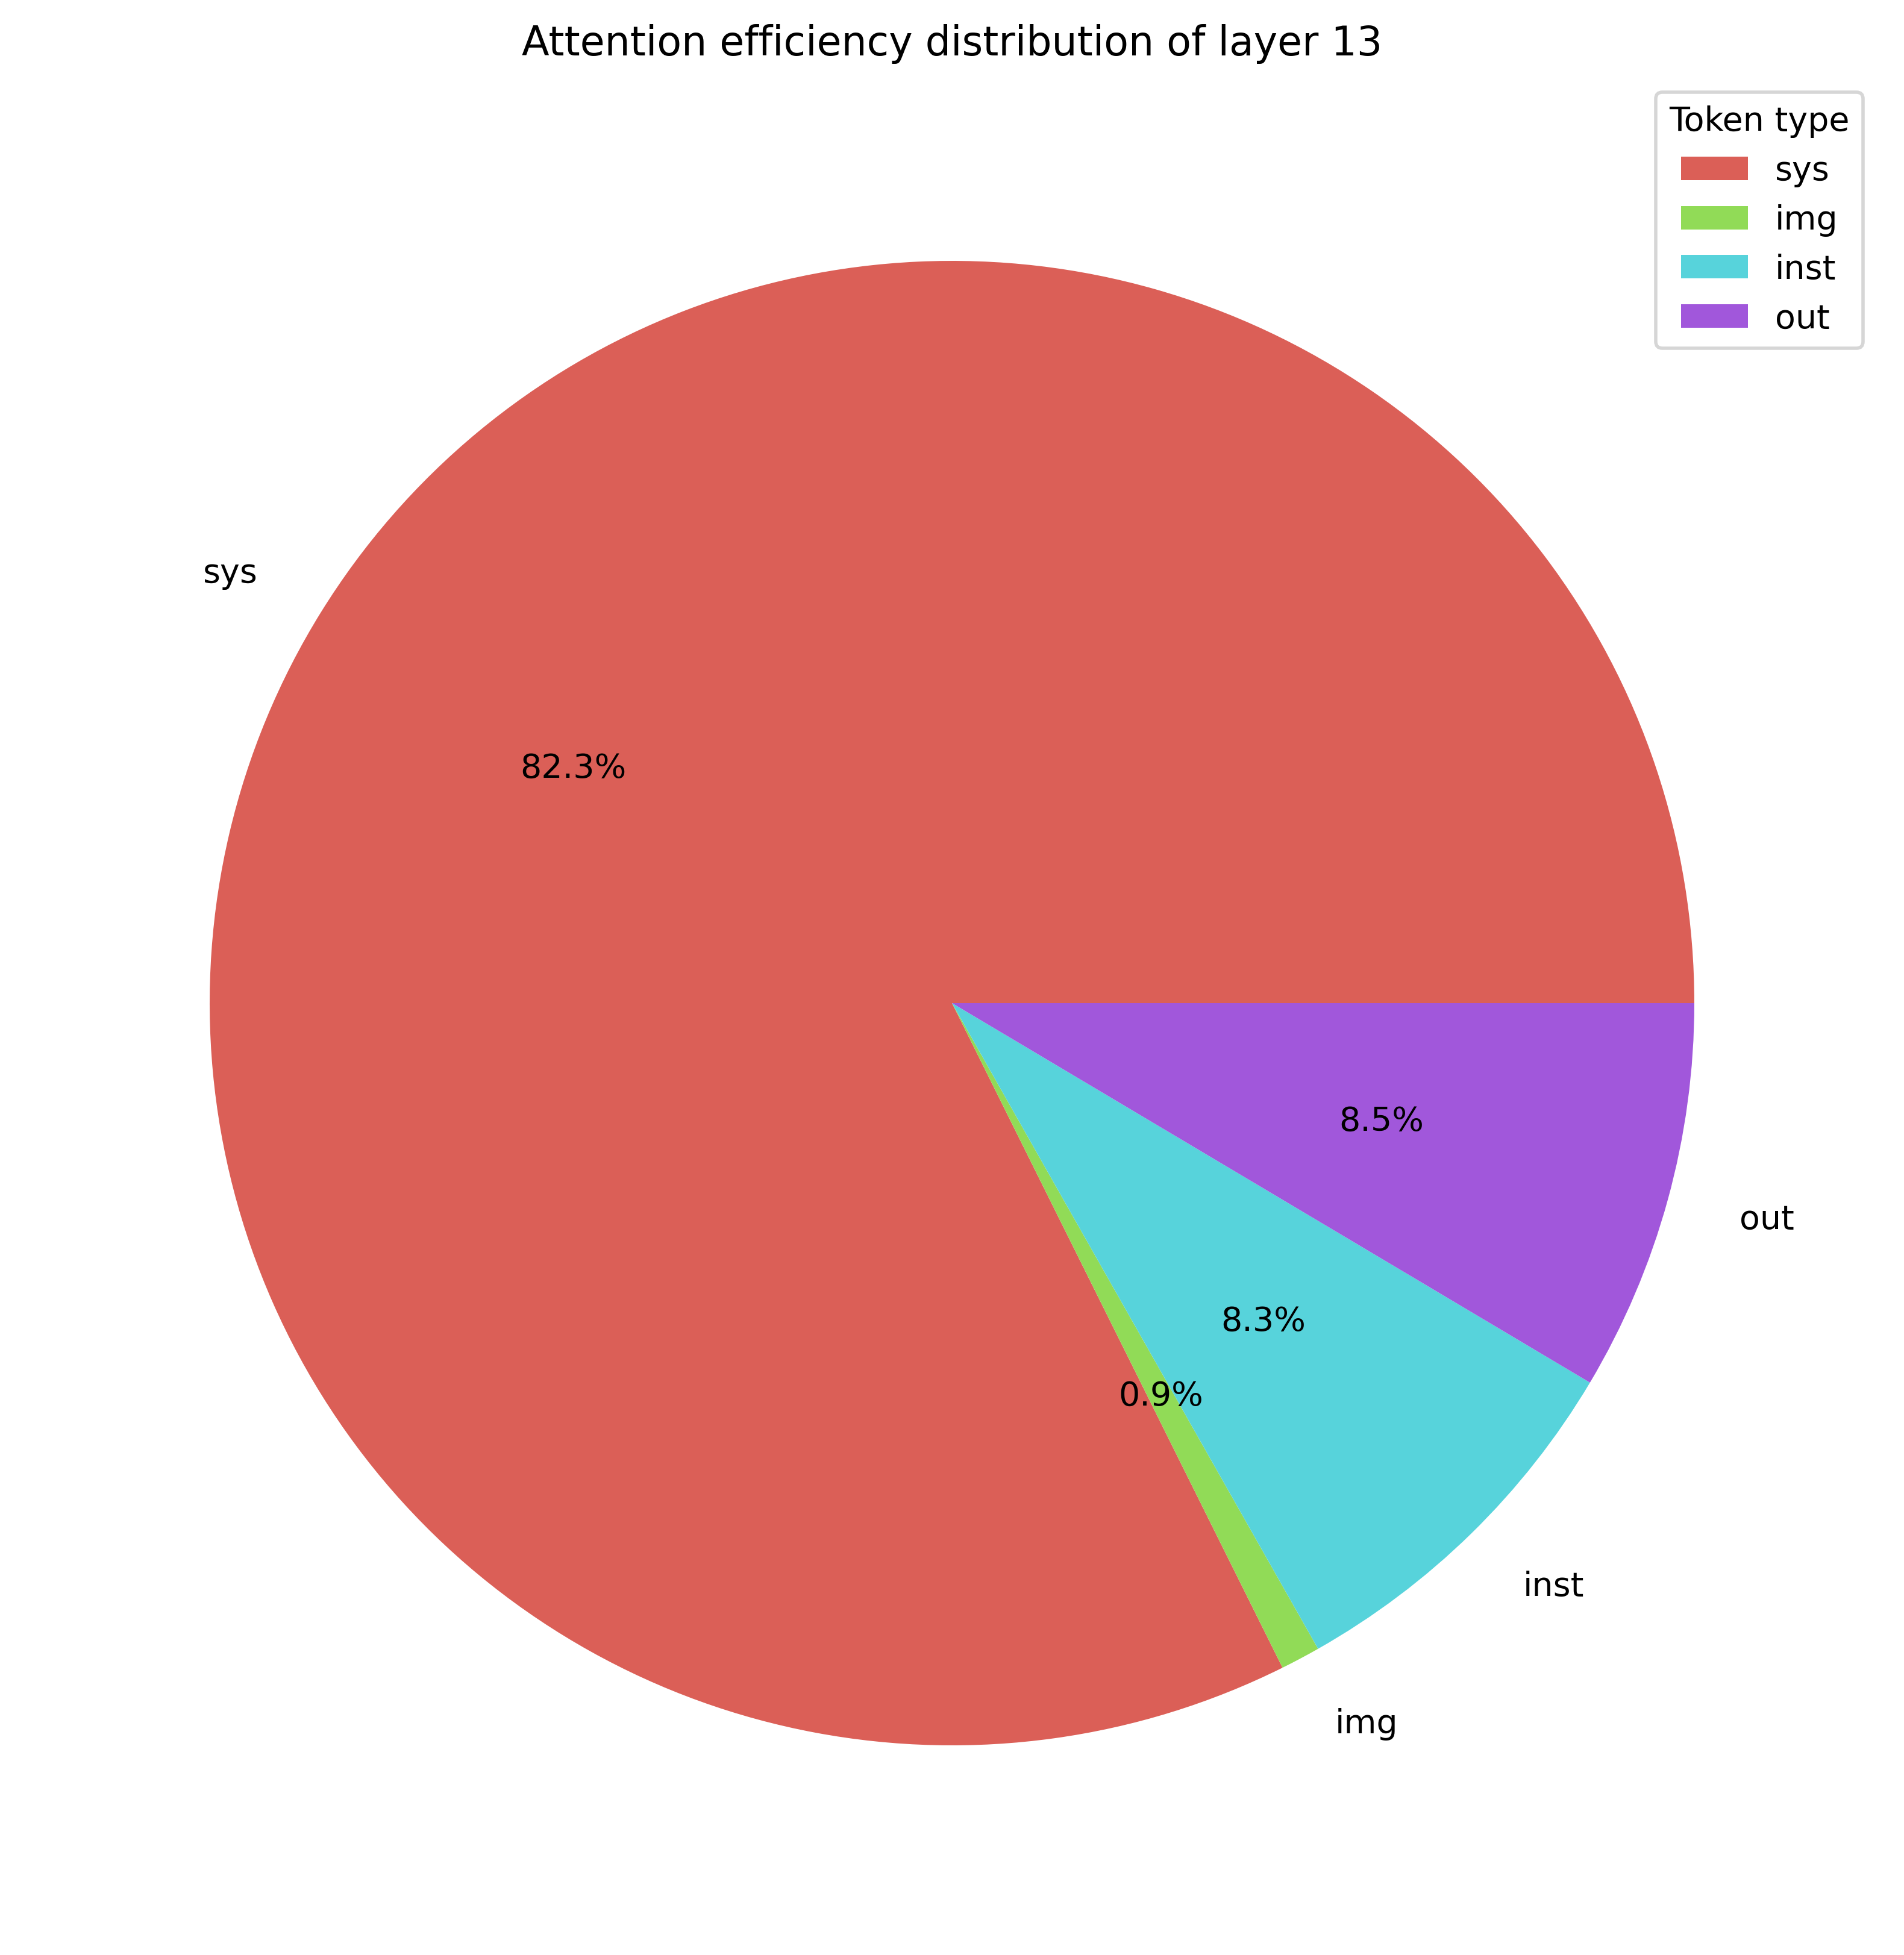 Attention efficiency distribution of layer 13
Token type
sys
img
inst
out
sys
82.3%
8.5%
out
8.3%
0.9%
inst
img